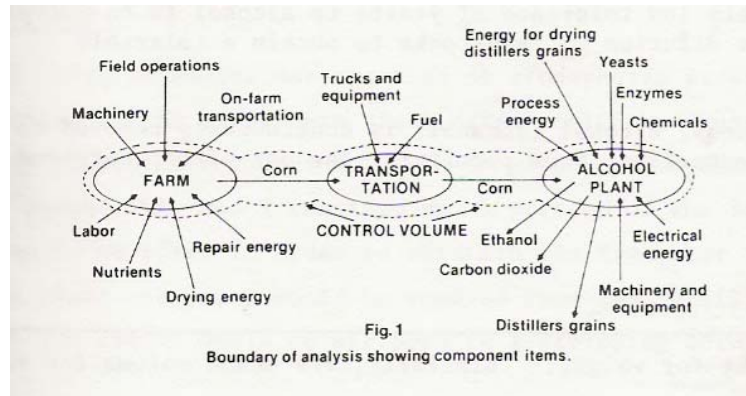 Energy for drying
distillers grains
Yeasts
Field operations
Trucks and
equipment
Enzymes
Machinery
On-farm
transportation
Process
energy
Chemicals
Fuel
FARM
Corn
TRANSPOR-
TATION
Corn
ALCOHOL
PLANT
CONTROL VOLUME
Labor
Repair energy
Ethanol
Electrical
energy
Nutrients
Carbon dioxide
Drying energy
Machinery and
equipment
Distillers grains
Fig.1
Boundary of analysis showing component items.